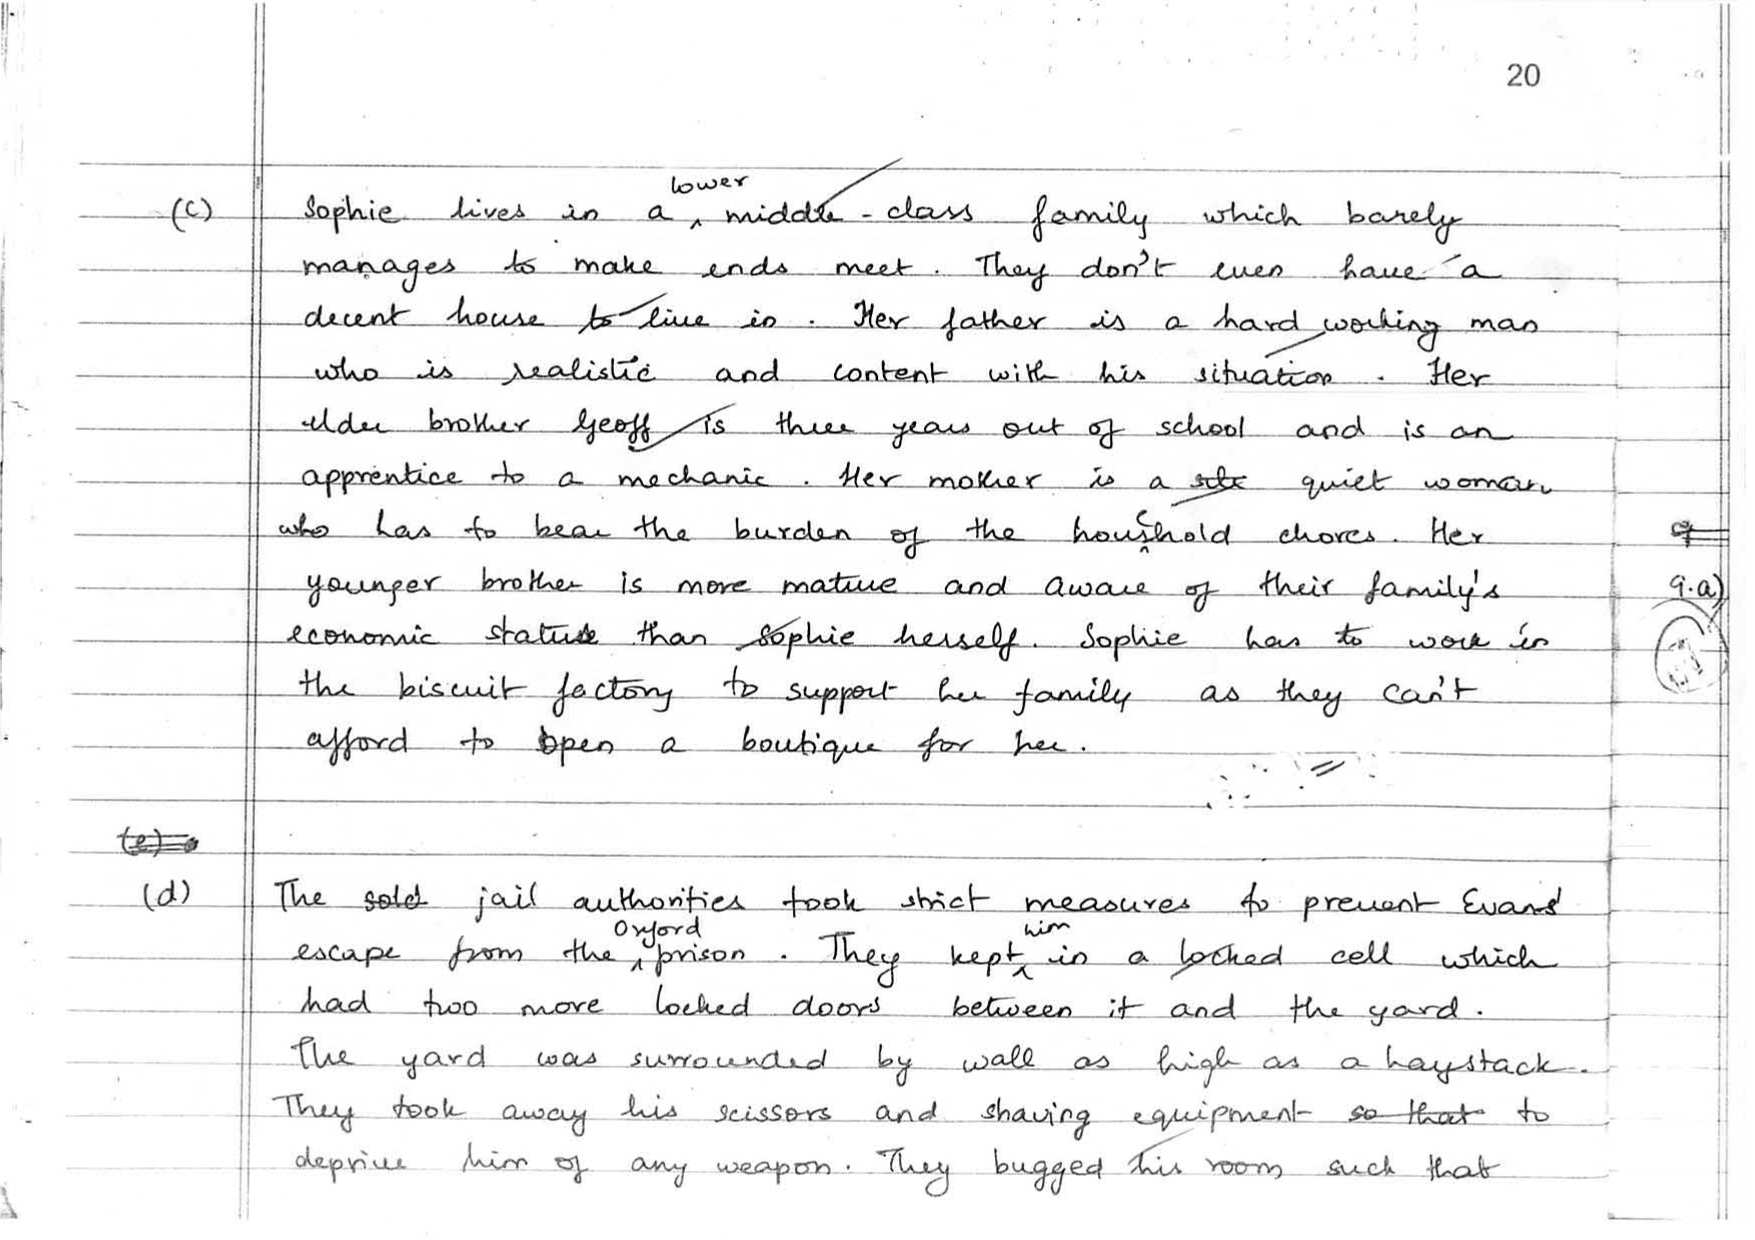 20
(c) Sophie lives in a lower middle-class family which barely
manages to make ends meet. They don't even have a
decent house to live in. Her father is a hard working man
who is realistic and content with his situation. Her
elder brother Geoff is three years out of school and is an
apprentice to a mechanic. Her mother is a quiet woman
who has to bear the burden of the household chores. Her
9.a)
younger brother is more mature and aware of their family's
economic status than Sophie herself. Sophie has to work in
the biscuit factory to support her family as they can't
afford to open a boutique for her.
(e)
(d) The jail authorities took strict measures to prevent Evans'
escape from the Oxford prison. They kept him in a locked cell which
had two more locked doors between it and the yard.
The yard was surrounded by wall as high as a haystack.
They took away his scissors and shaving equipment so that to
deprive him of any weapon. They bugged his room such that